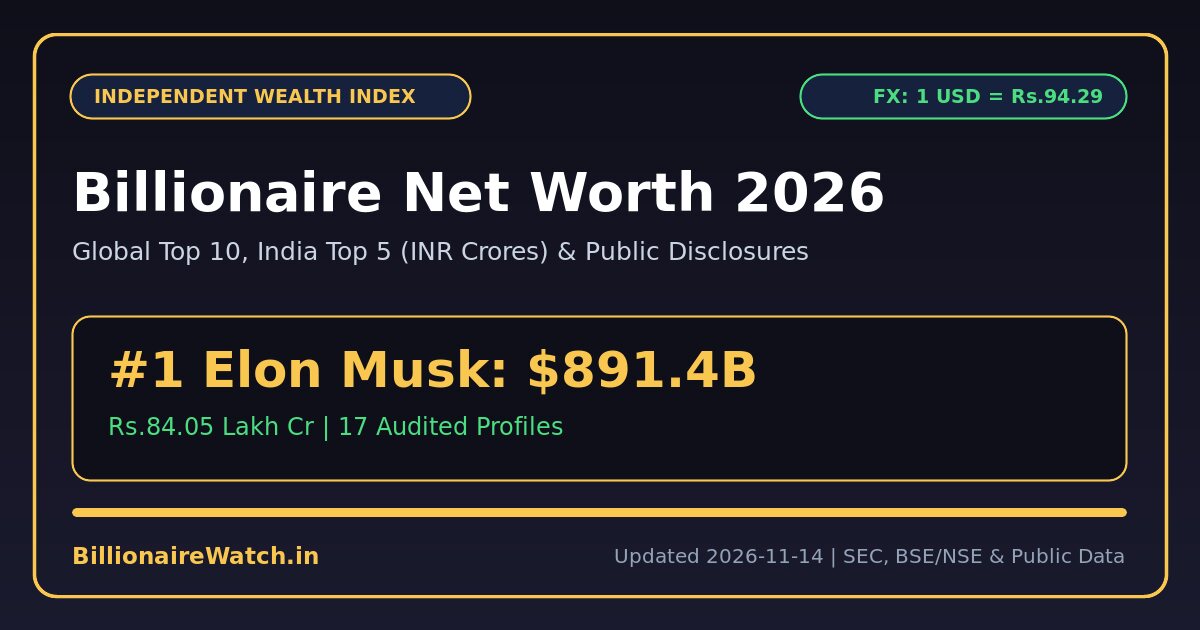 INDEPENDENT WEALTH INDEX
FX: 1 USD = Rs.94.29
Billionaire Net Worth 2026
Global Top 10, India Top 5 (INR Crores) & Public Disclosures
#1 Elon Musk: $891.4B
Rs.84.05 Lakh Cr | 17 Audited Profiles
BillionaireWatch.in
Updated 2026-11-14 | SEC, BSE/NSE & Public Data